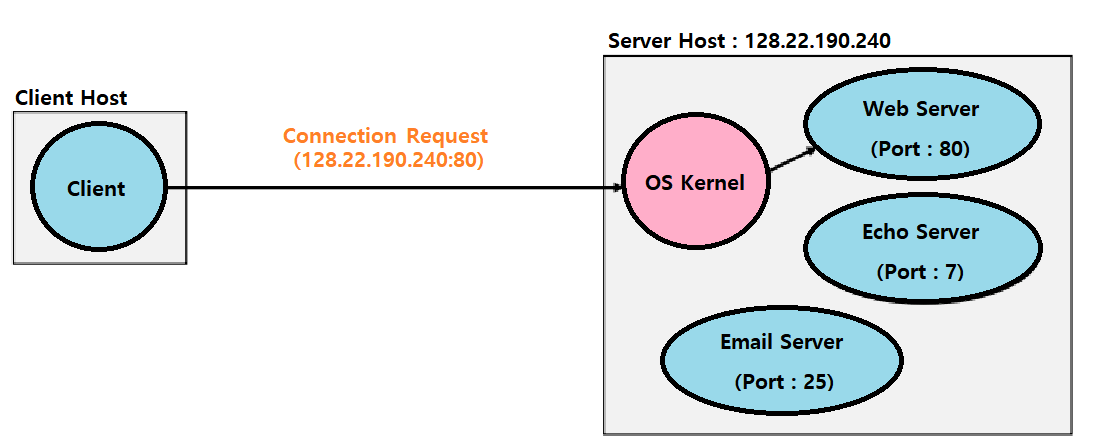 Server Host : 128.22.190.240
Client Host
Connection Request
(128.22.190.240:80)
Client
OS Kernel
Web Server
(Port : 80)
Echo Server
(Port : 7)
Email Server
(Port : 25)